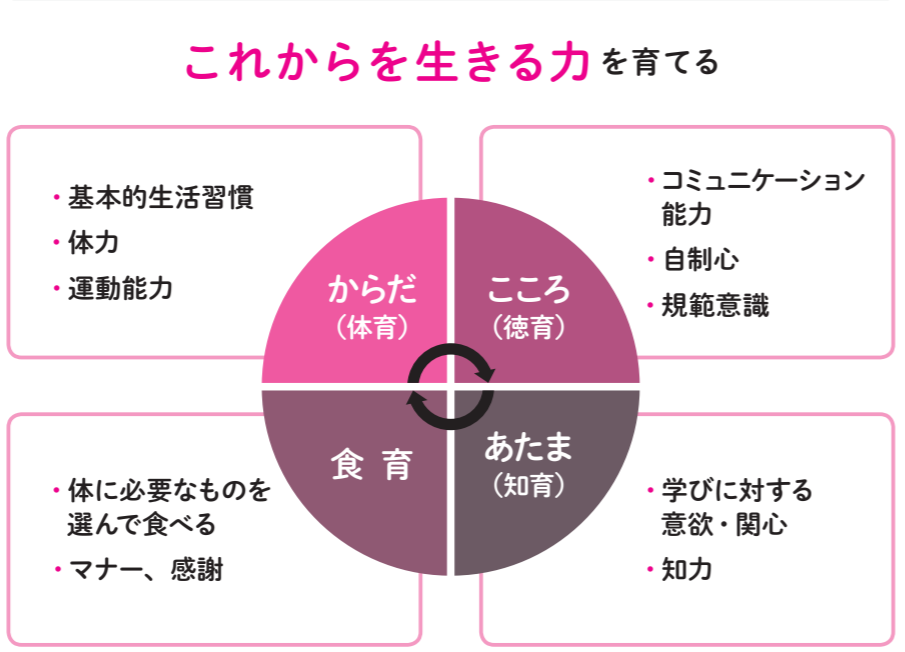 これからを生きる力を育てる
・基本的生活習慣
・体力
・運動能力
からだ
（体育）
・コミュニケーション
能力
・自制心
・規範意識
こころ
（徳育）
・体に必要なものを
選んで食べる
・マナー、感謝
食育
あたま
（知育）
・学びに対する
意欲・関心
・知力